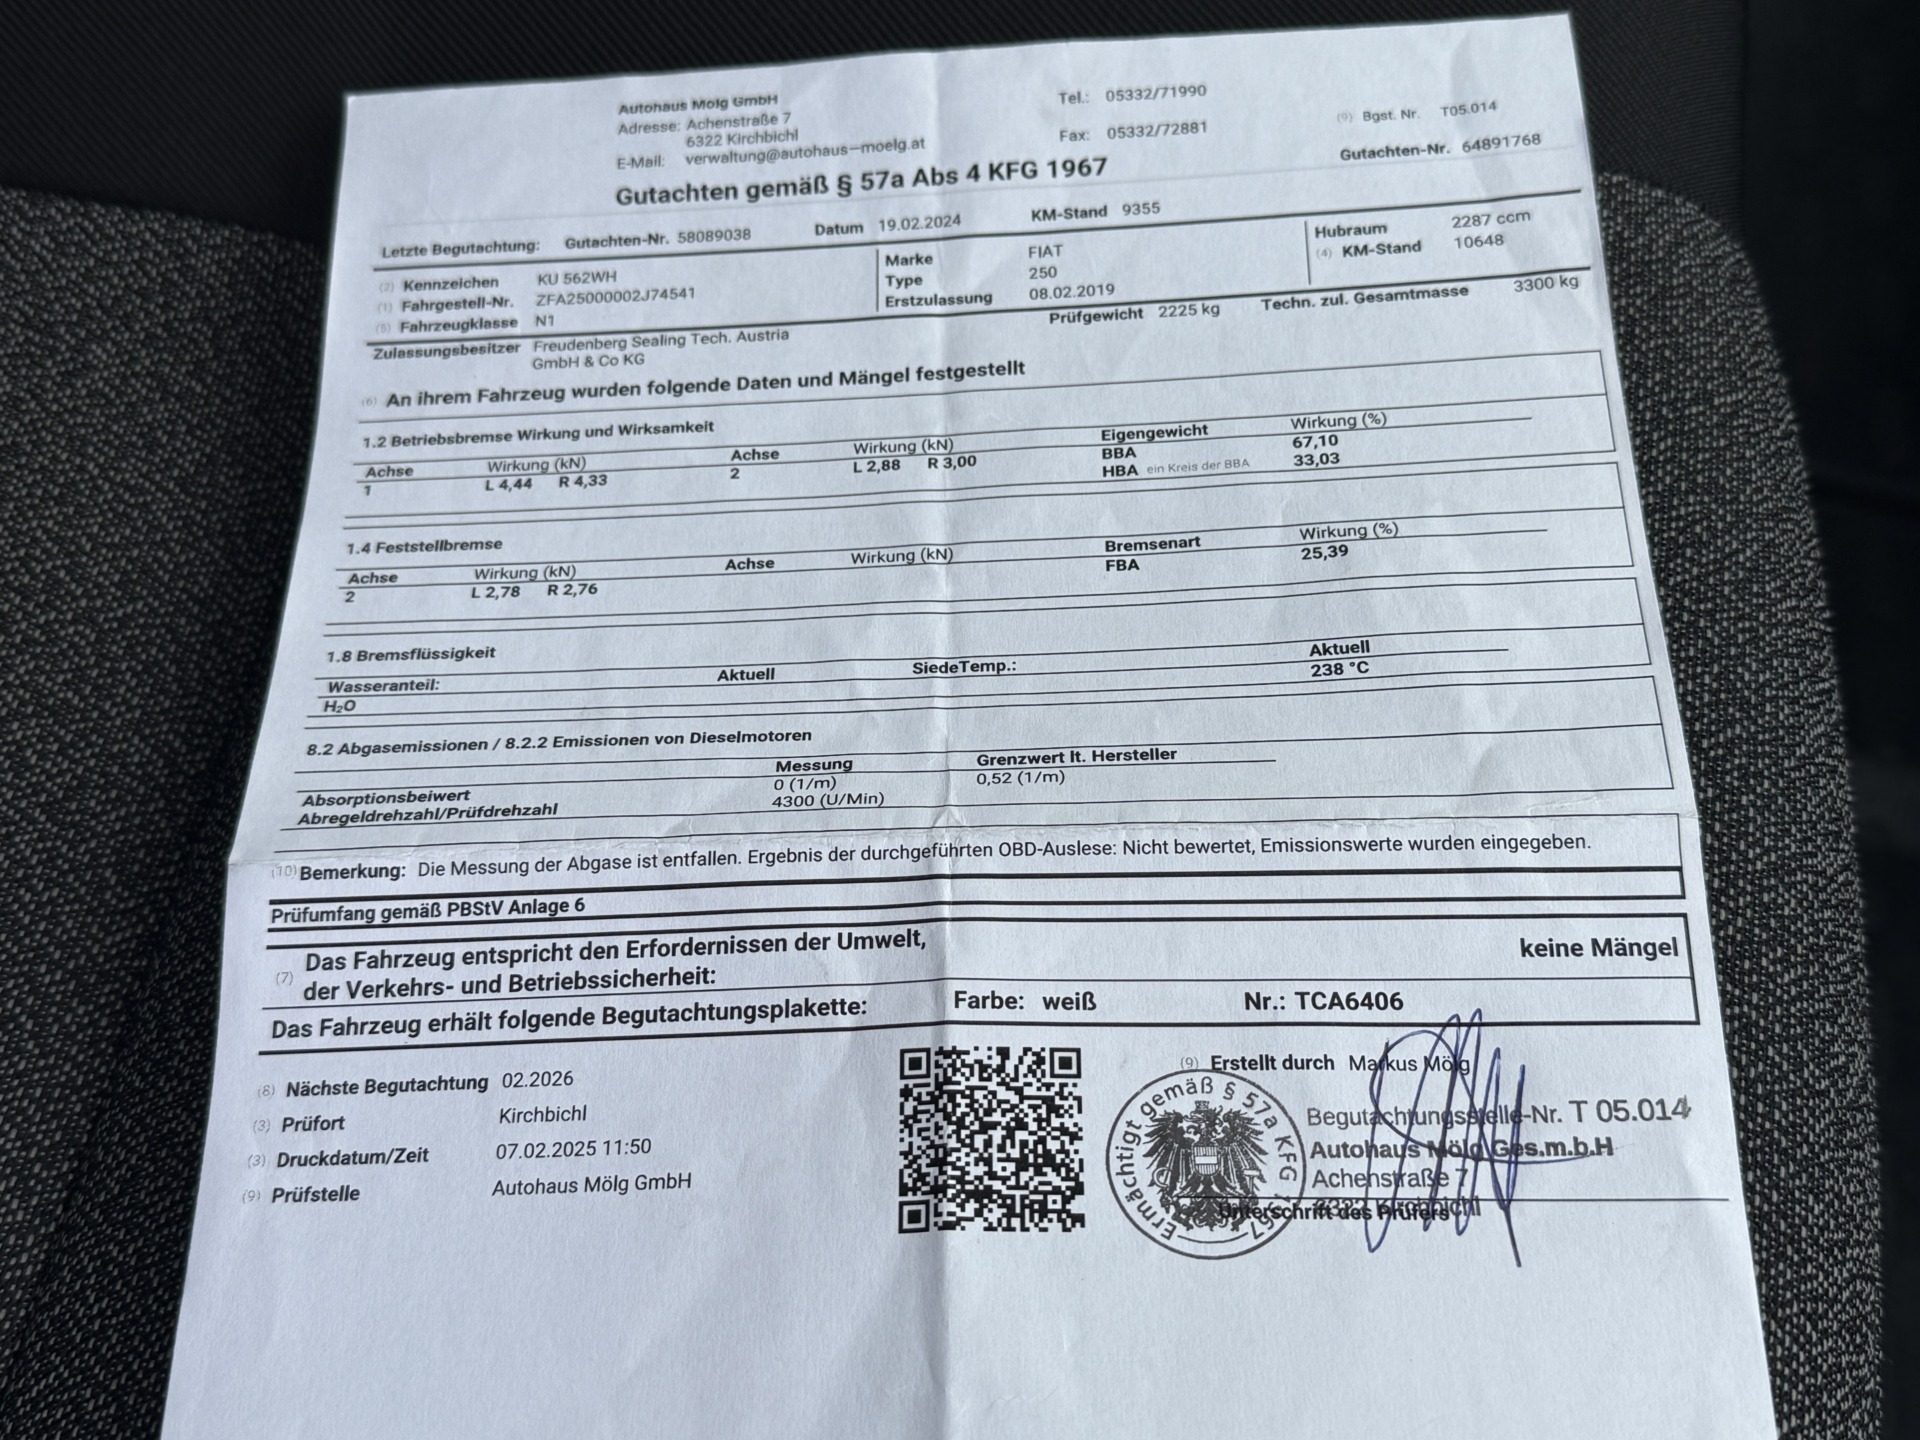 Autohaus Mölg GmbH
Adresse: Achenstraße 7
6322 Kirchbichl
E-Mail: verwaltung@autohaus-moelg.at
Tel.: 05332/71990
Fax: 05332/72881
(9) Bgst. Nr. T05.014
Gutachten-Nr. 64891768
Gutachten gemäß § 57a Abs 4 KFG 1967
Letzte Begutachtung: Gutachten-Nr. 58089038 Datum 19.02.2024 KM-Stand 9355
(2) Kennzeichen KU 562WH
(1) Fahrgestell-Nr. ZFA25000002J74541
(5) Fahrzeugklasse N1
Marke FIAT
Type 250
Erstzulassung 08.02.2019
Hubraum 2287 ccm
(4) KM-Stand 10648
Zulassungsbesitzer Freudenberg Sealing Tech. Austria
GmbH & Co KG
Prüfgewicht 2225 kg Techn. zul. Gesamtmasse 3300 kg
(6) An ihrem Fahrzeug wurden folgende Daten und Mängel festgestellt
1.2 Betriebsbremse Wirkung und Wirksamkeit
Achse Wirkung (kN) Achse Wirkung (kN) Eigengewicht Wirkung (%)
1 L 4,44 R 4,33 2 L 2,88 R 3,00 BBA 67,10
HBA ein Kreis der BBA 33,03
1.4 Feststellbremse
Achse Wirkung (kN) Achse Wirkung (kN) Bremsenart Wirkung (%)
2 L 2,78 R 2,76 FBA 25,39
1.8 Bremsflüssigkeit
Wasseranteil: Aktuell SiedeTemp.: Aktuell
H₂O 238 °C
8.2 Abgasemissionen / 8.2.2 Emissionen von Dieselmotoren
Messung Grenzwert lt. Hersteller
Absorptionsbeiwert 0 (1/m) 0,52 (1/m)
Abregeldrehzahl/Prüfdrehzahl 4300 (U/Min)
(10) Bemerkung: Die Messung der Abgase ist entfallen. Ergebnis der durchgeführten OBD-Auslese: Nicht bewertet, Emissionswerte wurden eingegeben.
Prüfumfang gemäß PBStV Anlage 6
(7) Das Fahrzeug entspricht den Erfordernissen der Umwelt,
der Verkehrs- und Betriebssicherheit: keine Mängel
Das Fahrzeug erhält folgende Begutachtungsplakette: Farbe: weiß Nr.: TCA6406
(8) Nächste Begutachtung 02.2026
(3) Prüfort Kirchbichl
(3) Druckdatum/Zeit 07.02.2025 11:50
(9) Prüfstelle Autohaus Mölg GmbH
(9) Erstellt durch Markus Mölg
Ermächtigt gemäß § 57a KFG 1967
Begutachtungsstelle-Nr. T 05.014
Autohaus Mölg Ges.m.b.H
Achenstraße 7
6322 Kirchbichl
Unterschrift des Prüfers